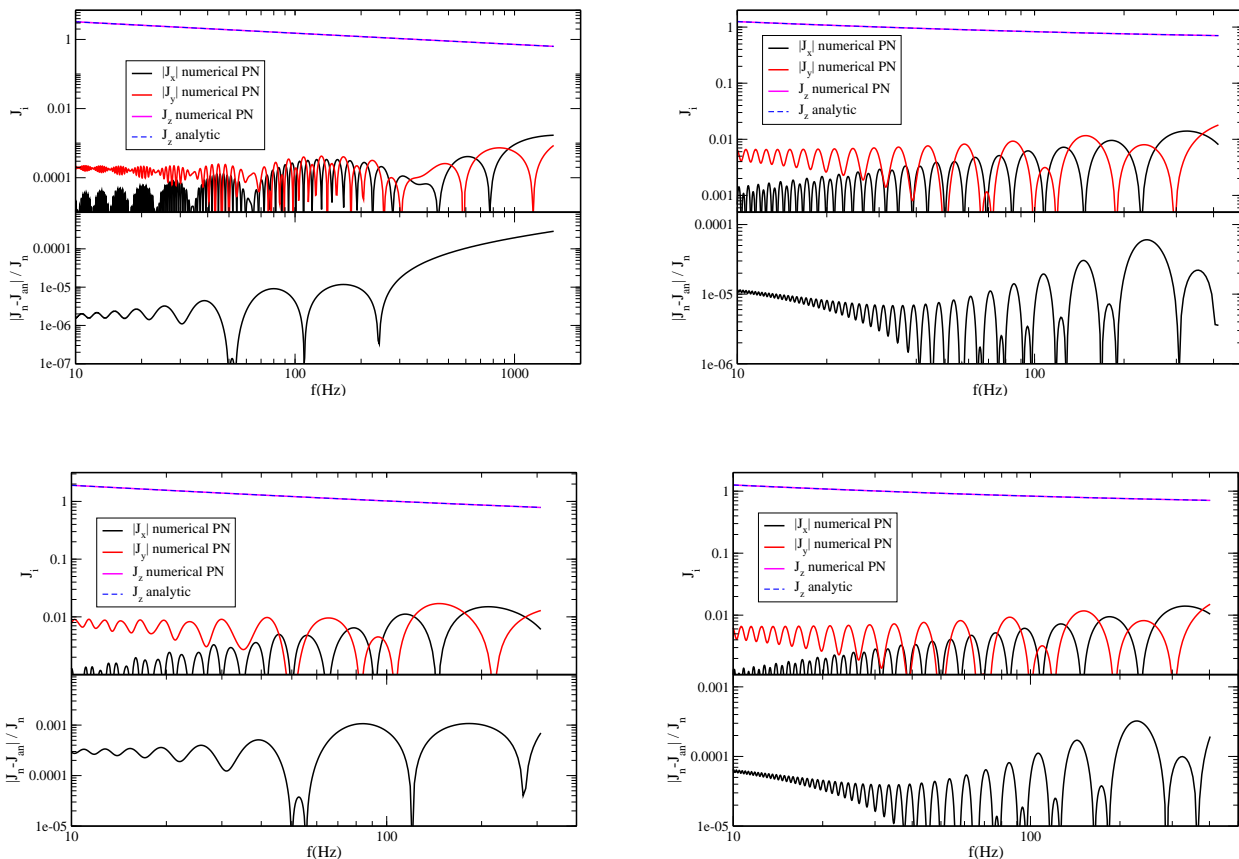 1
0.01
0.0001
J_i
|J_x| numerical PN
|J_y| numerical PN
J_z numerical PN
J_z analytic
0.0001
1e-05
1e-06
1e-07
|J_n-J_an| / J_n
10
100
1000
f(Hz)
1
0.1
0.01
0.001
J_i
|J_x| numerical PN
|J_y| numerical PN
J_z numerical PN
J_z analytic
0.0001
1e-05
1e-06
|J_n-J_an| / J_n
10
100
f(Hz)
1
0.1
0.01
J_i
|J_x| numerical PN
|J_y| numerical PN
J_z numerical PN
J_z analytic
0.001
0.0001
1e-05
|J_n-J_an| / J_n
10
100
f(Hz)
1
0.1
0.01
J_i
|J_x| numerical PN
|J_y| numerical PN
J_z numerical PN
J_z analytic
0.001
0.0001
1e-05
|J_n-J_an| / J_n
10
100
f(Hz)